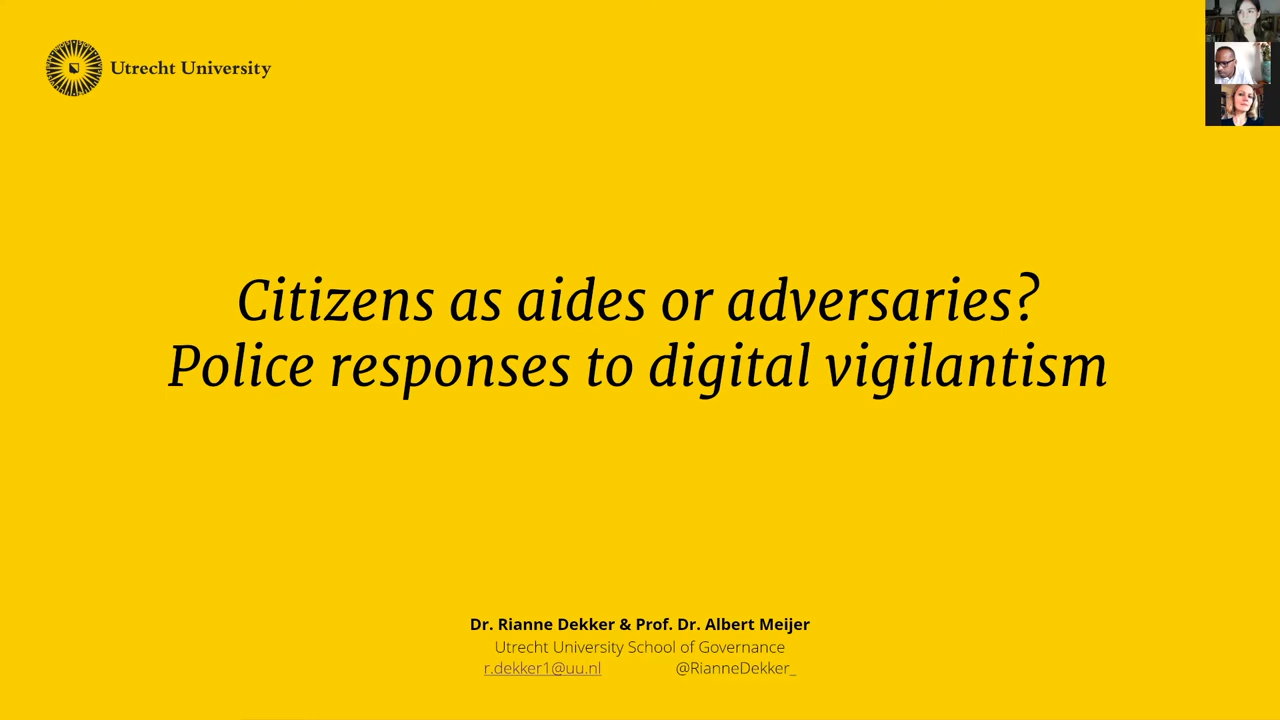 Utrecht University
Citizens as aides or adversaries?
Police responses to digital vigilantism
Dr. Rianne Dekker & Prof. Dr. Albert Meijer
Utrecht University School of Governance
r.dekker1@uu.nl @RianneDekker_